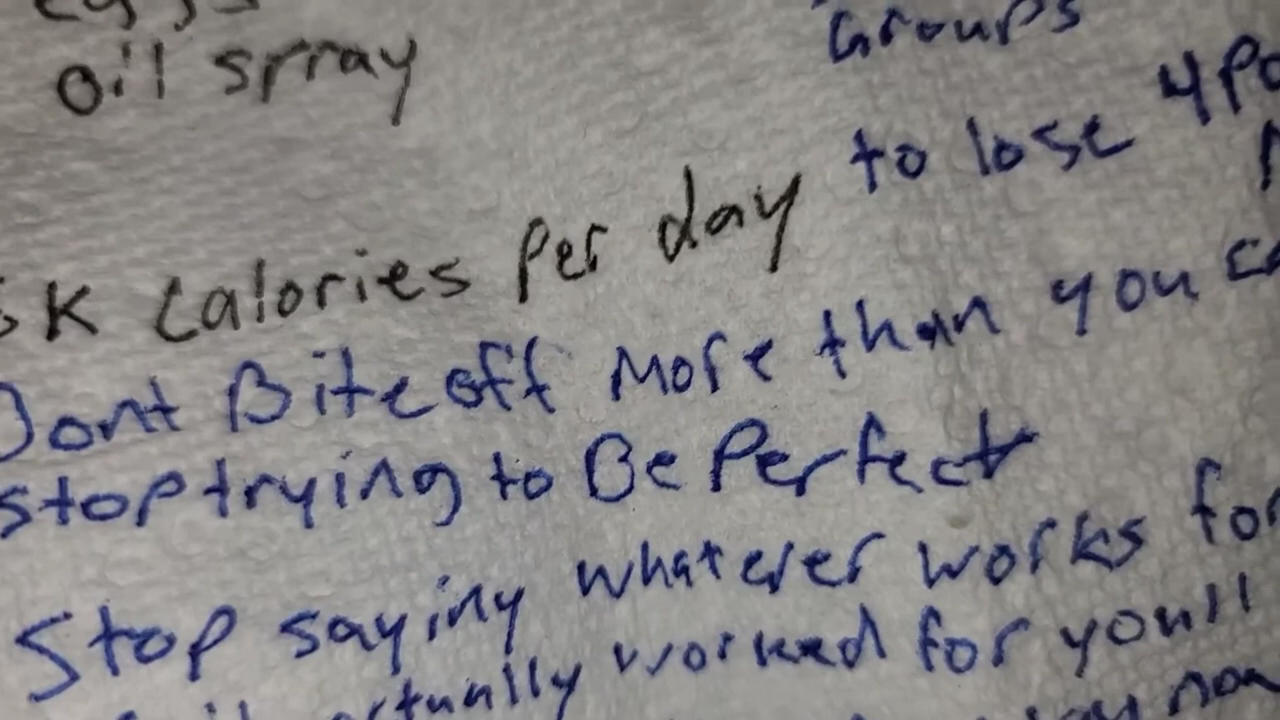 oil spray
Groups
to lose 4
K Calories Per day
Dont Bite off More than you
stop trying to Be Perfect
Stop saying whatever works for
actually worked for you!!